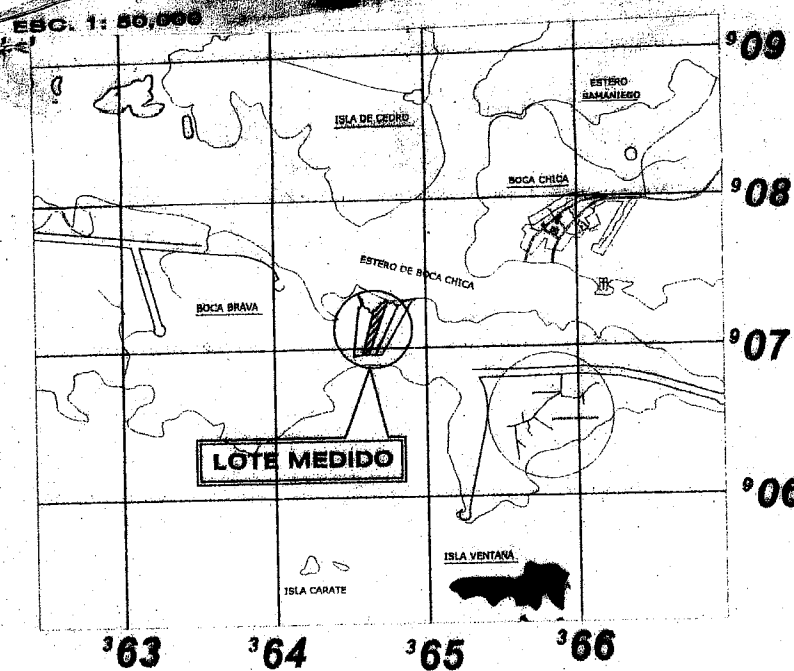 ESC. 1: 50,000
⁹09
ESTERO
SAMANIEGO
ISLA DE CEDRO
BOCA CHICA
⁹08
ESTERO DE BOCA CHICA
BOCA BRAVA
⁹07
LOTE MEDIDO
⁹06
ISLA VENTANA
ISLA CARATE
³63 ³64 ³65 ³66